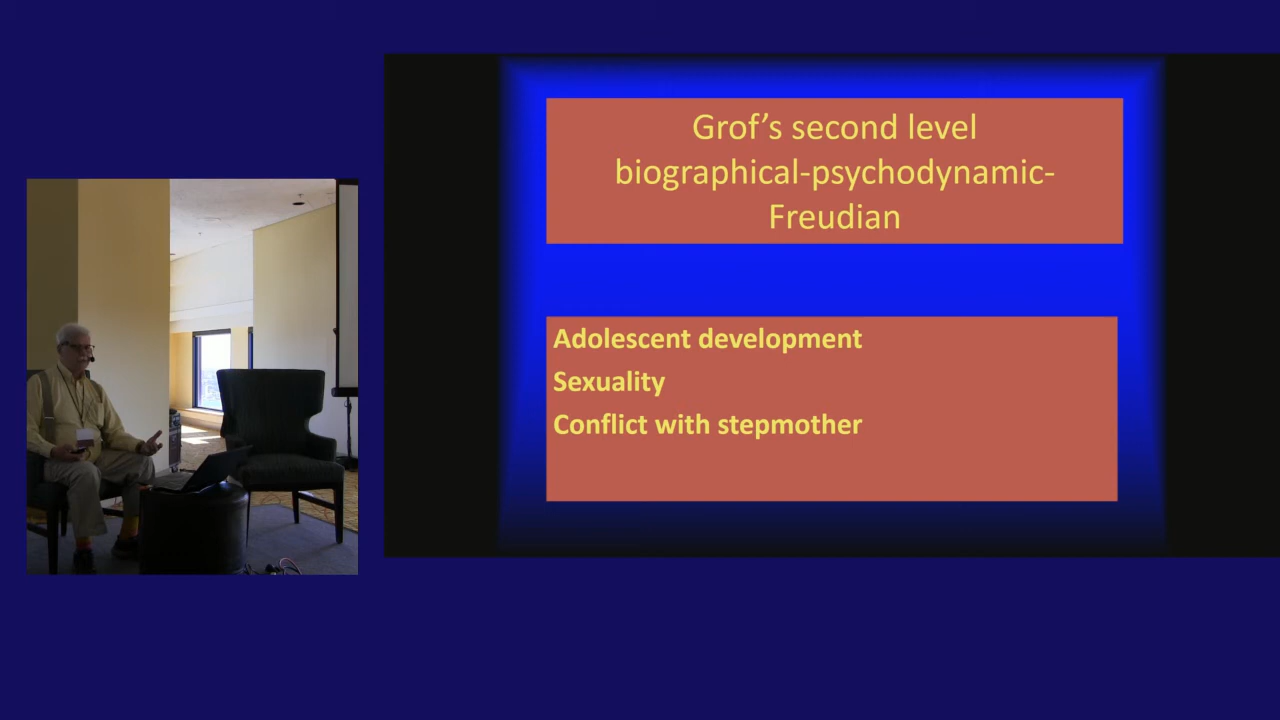 Grof’s second level
biographical-psychodynamic-
Freudian
Adolescent development
Sexuality
Conflict with stepmother